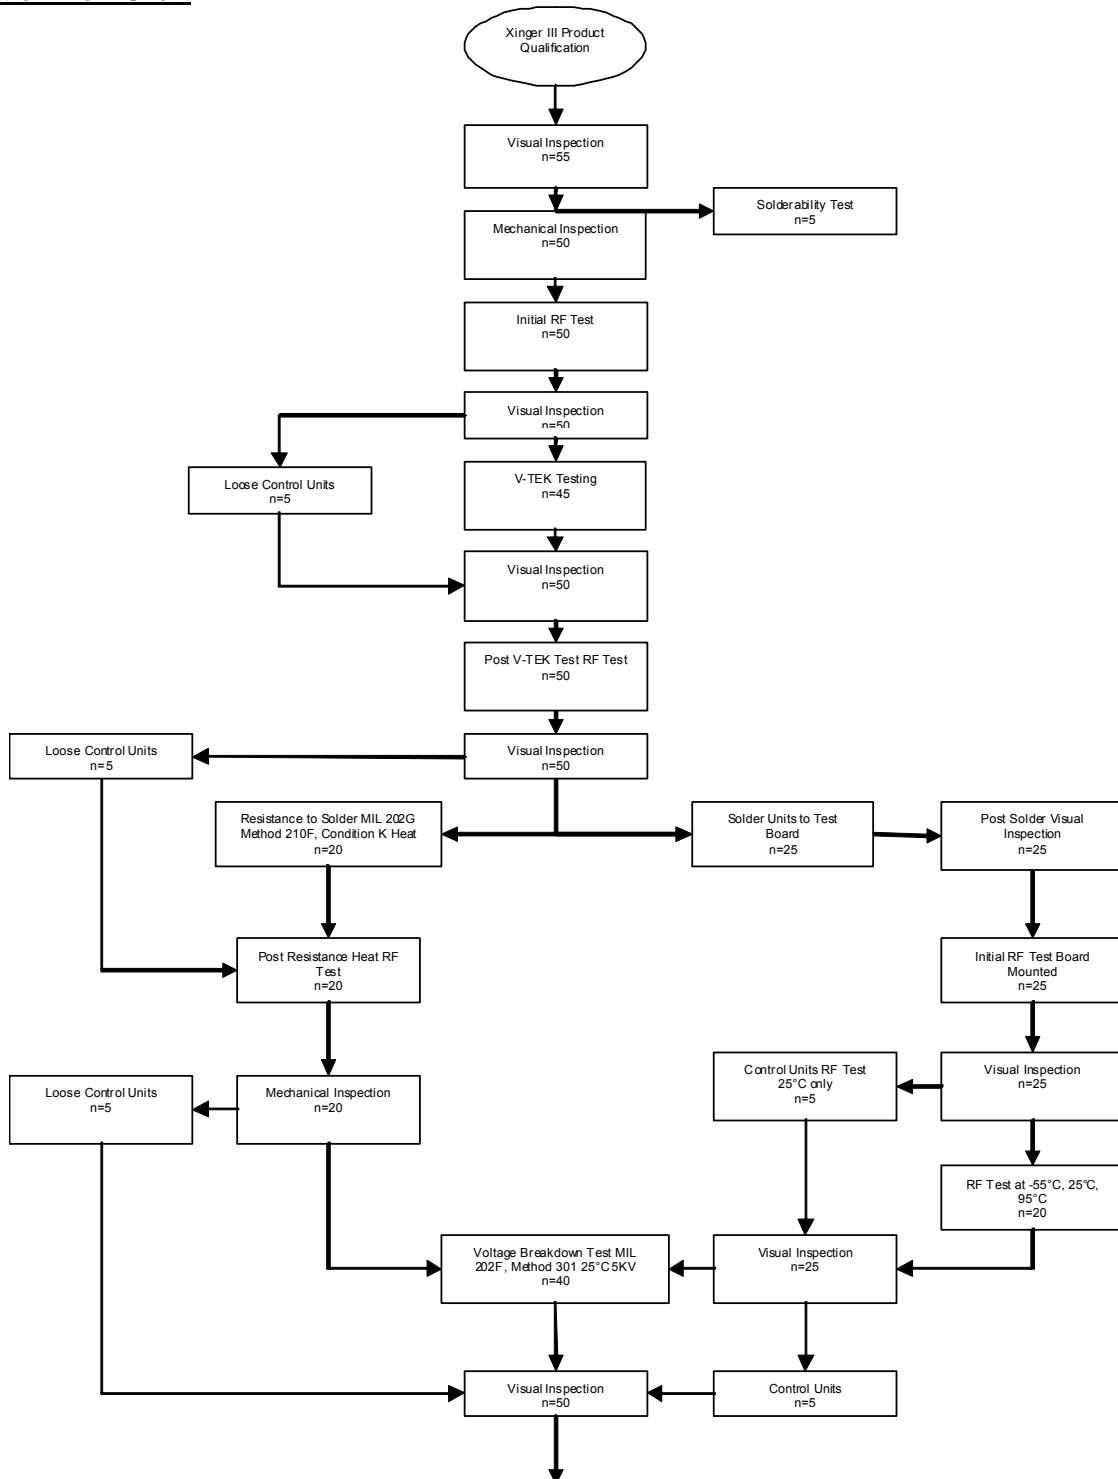 Xinger III Product
Qualification
Visual Inspection
n=55
Solderability Test
n=5
Mechanical Inspection
n=50
Initial RF Test
n=50
Visual Inspection
n=50
Loose Control Units
n=5
V-TEK Testing
n=45
Visual Inspection
n=50
Post V-TEK Test RF Test
n=50
Loose Control Units
n=5
Visual Inspection
n=50
Resistance to Solder MIL 202G
Method 210F, Condition K Heat
n=20
Solder Units to Test
Board
n=25
Post Solder Visual
Inspection
n=25
Post Resistance Heat RF
Test
n=20
Initial RF Test Board
Mounted
n=25
Loose Control Units
n=5
Mechanical Inspection
n=20
Control Units RF Test
25°C only
n=5
Visual Inspection
n=25
RF Test at -55°C, 25°C,
95°C
n=20
Voltage Breakdown Test MIL
202F, Method 301 25°C 5KV
n=40
Visual Inspection
n=25
Visual Inspection
n=50
Control Units
n=5